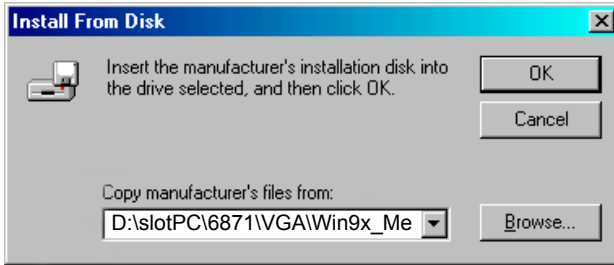 Install From Disk
Insert the manufacturer's installation disk into
the drive selected, and then click OK.
OK
Cancel
Copy manufacturer's files from:
D:\slotPC\6871\VGA\Win9x_Me
Browse...